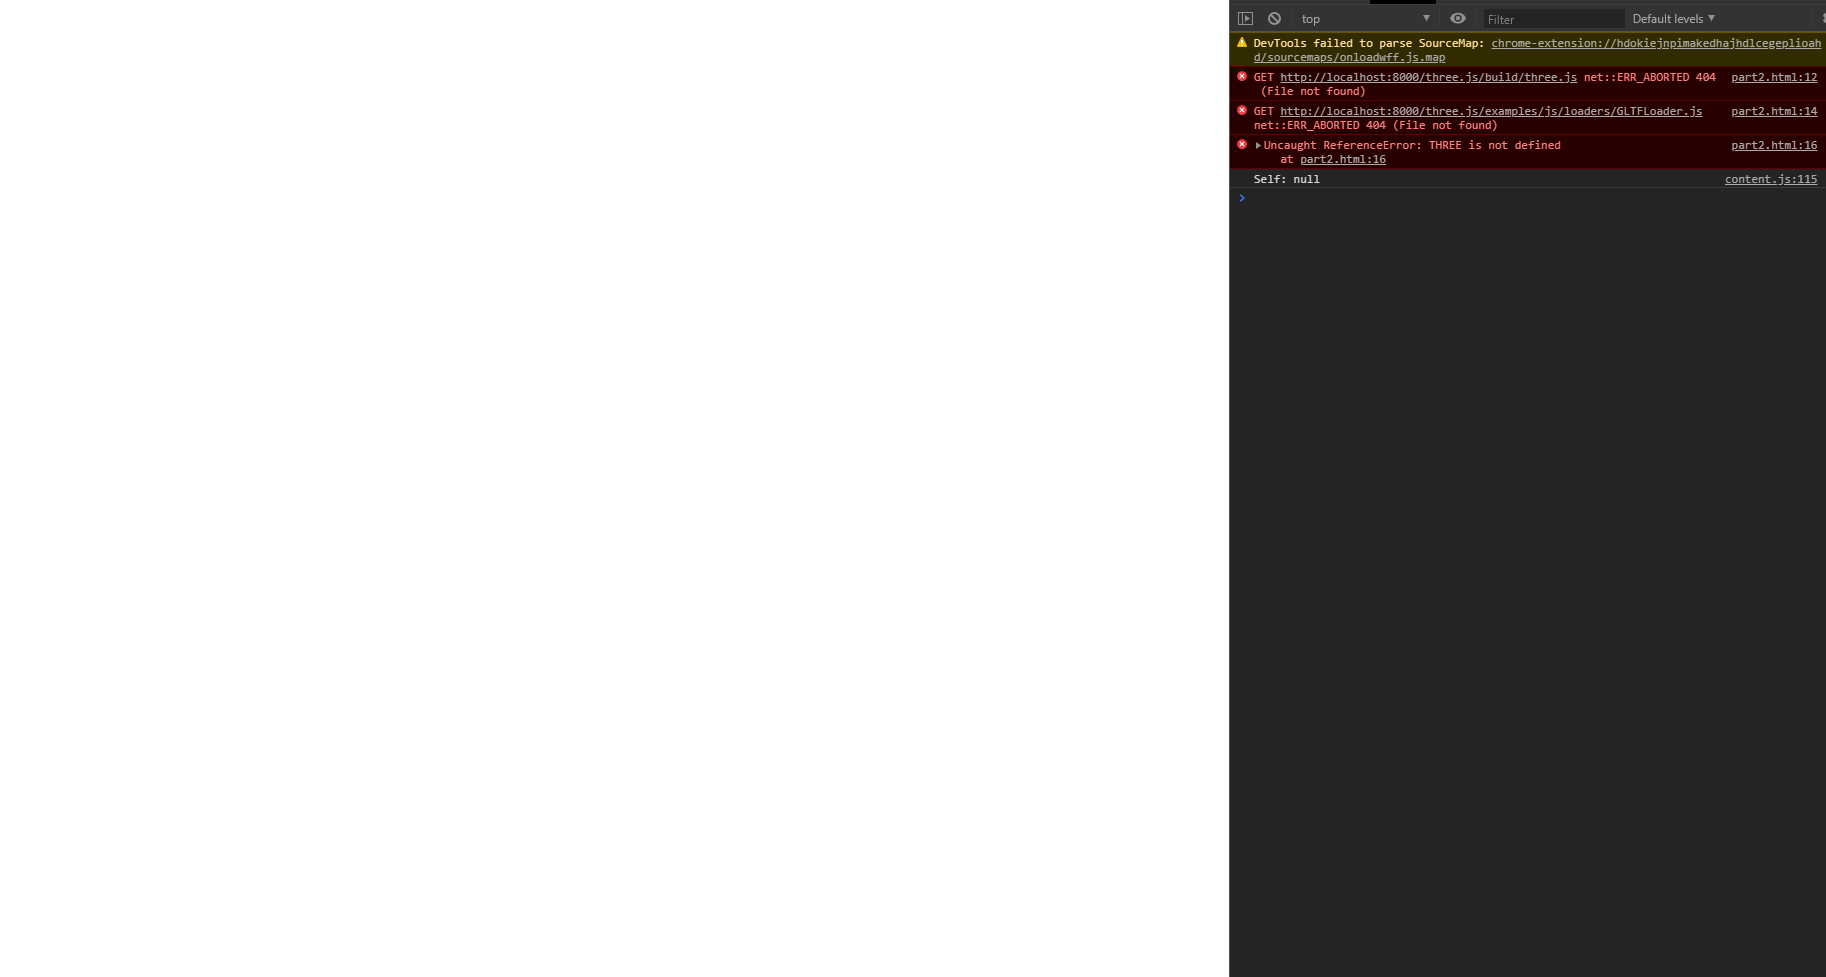 top
Filter
Default levels
DevTools failed to parse SourceMap: chrome-extension://hdokiejnpimakedhajhdlcegeplioah
d/sourcemaps/onloadwff.js.map
GET http://localhost:8000/three.js/build/three.js net::ERR_ABORTED 404 part2.html:12
(File not found)
GET http://localhost:8000/three.js/examples/js/loaders/GLTFLoader.js part2.html:14
net::ERR_ABORTED 404 (File not found)
Uncaught ReferenceError: THREE is not defined part2.html:16
at part2.html:16
Self: null content.js:115